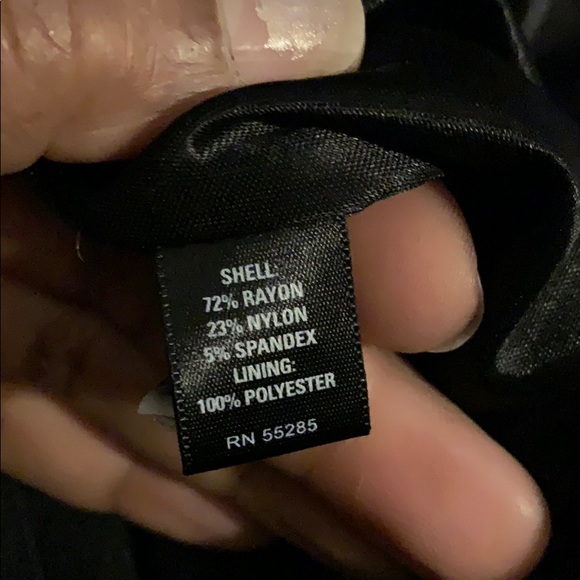 SHELL:
72% RAYON
23% NYLON
5% SPANDEX
LINING:
100% POLYESTER
RN 55285